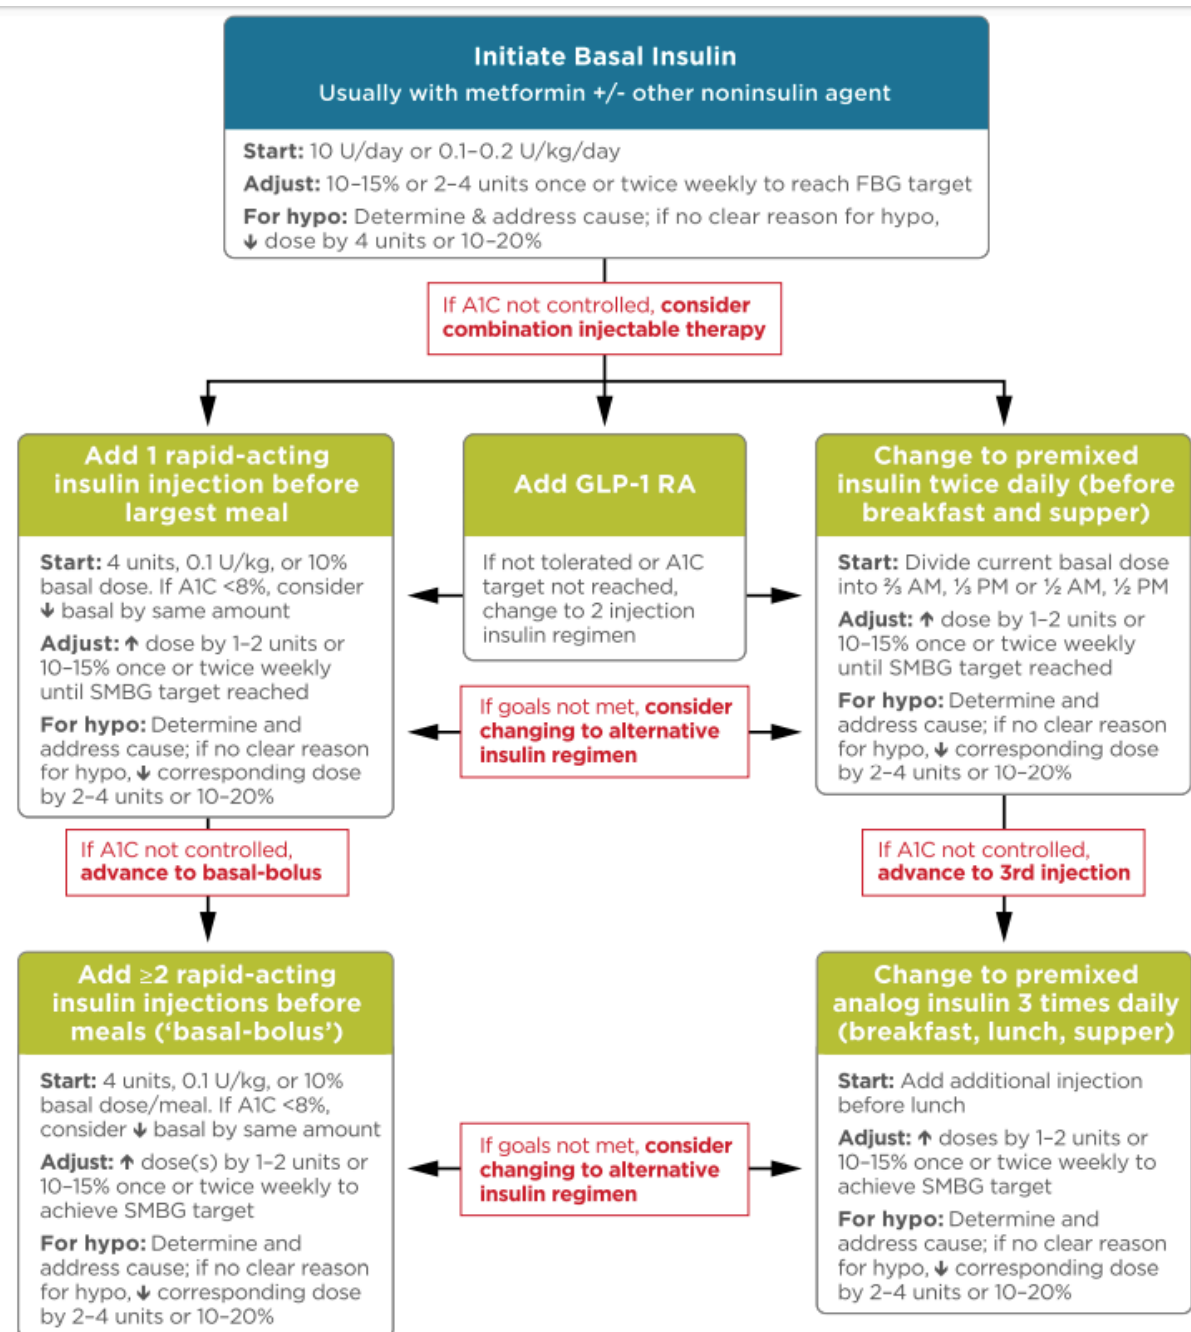 Initiate Basal Insulin
Usually with metformin +/- other noninsulin agent
Start: 10 U/day or 0.1–0.2 U/kg/day
Adjust: 10–15% or 2–4 units once or twice weekly to reach FBG target
For hypo: Determine & address cause; if no clear reason for hypo,
↓ dose by 4 units or 10–20%
If A1C not controlled, consider
combination injectable therapy
Add 1 rapid-acting
insulin injection before
largest meal
Start: 4 units, 0.1 U/kg, or 10%
basal dose. If A1C <8%, consider
↓ basal by same amount
Adjust: ↑ dose by 1–2 units or
10–15% once or twice weekly
until SMBG target reached
For hypo: Determine and
address cause; if no clear reason
for hypo, ↓ corresponding dose
by 2–4 units or 10–20%
Add GLP-1 RA
If not tolerated or A1C
target not reached,
change to 2 injection
insulin regimen
Change to premixed
insulin twice daily (before
breakfast and supper)
Start: Divide current basal dose
into ⅔ AM, ⅓ PM or ½ AM, ½ PM
Adjust: ↑ dose by 1–2 units or
10–15% once or twice weekly
until SMBG target reached
For hypo: Determine and
address cause; if no clear reason
for hypo, ↓ corresponding dose
by 2–4 units or 10–20%
If goals not met, consider
changing to alternative
insulin regimen
If A1C not controlled,
advance to basal-bolus
If A1C not controlled,
advance to 3rd injection
Add ≥2 rapid-acting
insulin injections before
meals (‘basal-bolus’)
Start: 4 units, 0.1 U/kg, or 10%
basal dose/meal. If A1C <8%,
consider ↓ basal by same amount
Adjust: ↑ dose(s) by 1–2 units or
10–15% once or twice weekly to
achieve SMBG target
For hypo: Determine and
address cause; if no clear reason
for hypo, ↓ corresponding dose
by 2–4 units or 10–20%
If goals not met, consider
changing to alternative
insulin regimen
Change to premixed
analog insulin 3 times daily
(breakfast, lunch, supper)
Start: Add additional injection
before lunch
Adjust: ↑ doses by 1–2 units or
10–15% once or twice weekly to
achieve SMBG target
For hypo: Determine and
address cause; if no clear reason
for hypo, ↓ corresponding dose
by 2–4 units or 10–20%